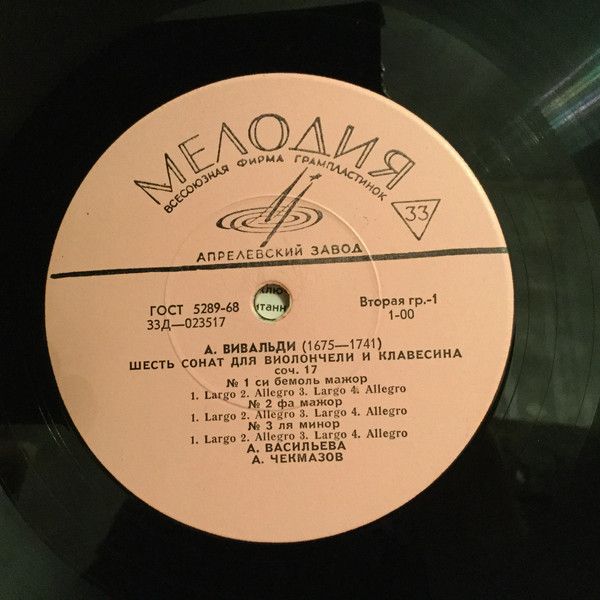 МЕЛОДИЯ
ВСЕСОЮЗНАЯ ФИРМА ГРАМПЛАСТИНОК
33
АПРЕЛЕВСКИЙ ЗАВОД
ГОСТ 5289-68
33Д—023517
Вторая гр.-1
1-00
А. ВИВАЛЬДИ (1675—1741)
ШЕСТЬ СОНАТ ДЛЯ ВИОЛОНЧЕЛИ И КЛАВЕСИНА
соч. 17
№ 1 си бемоль мажор
1. Largo 2. Allegro 3. Largo 4. Allegro
№ 2 фа мажор
1. Largo 2. Allegro 3. Largo 4. Allegro
№ 3 ля минор
1. Largo 2. Allegro 3. Largo 4. Allegro
А. ВАСИЛЬЕВА
А. ЧЕКМАЗОВ